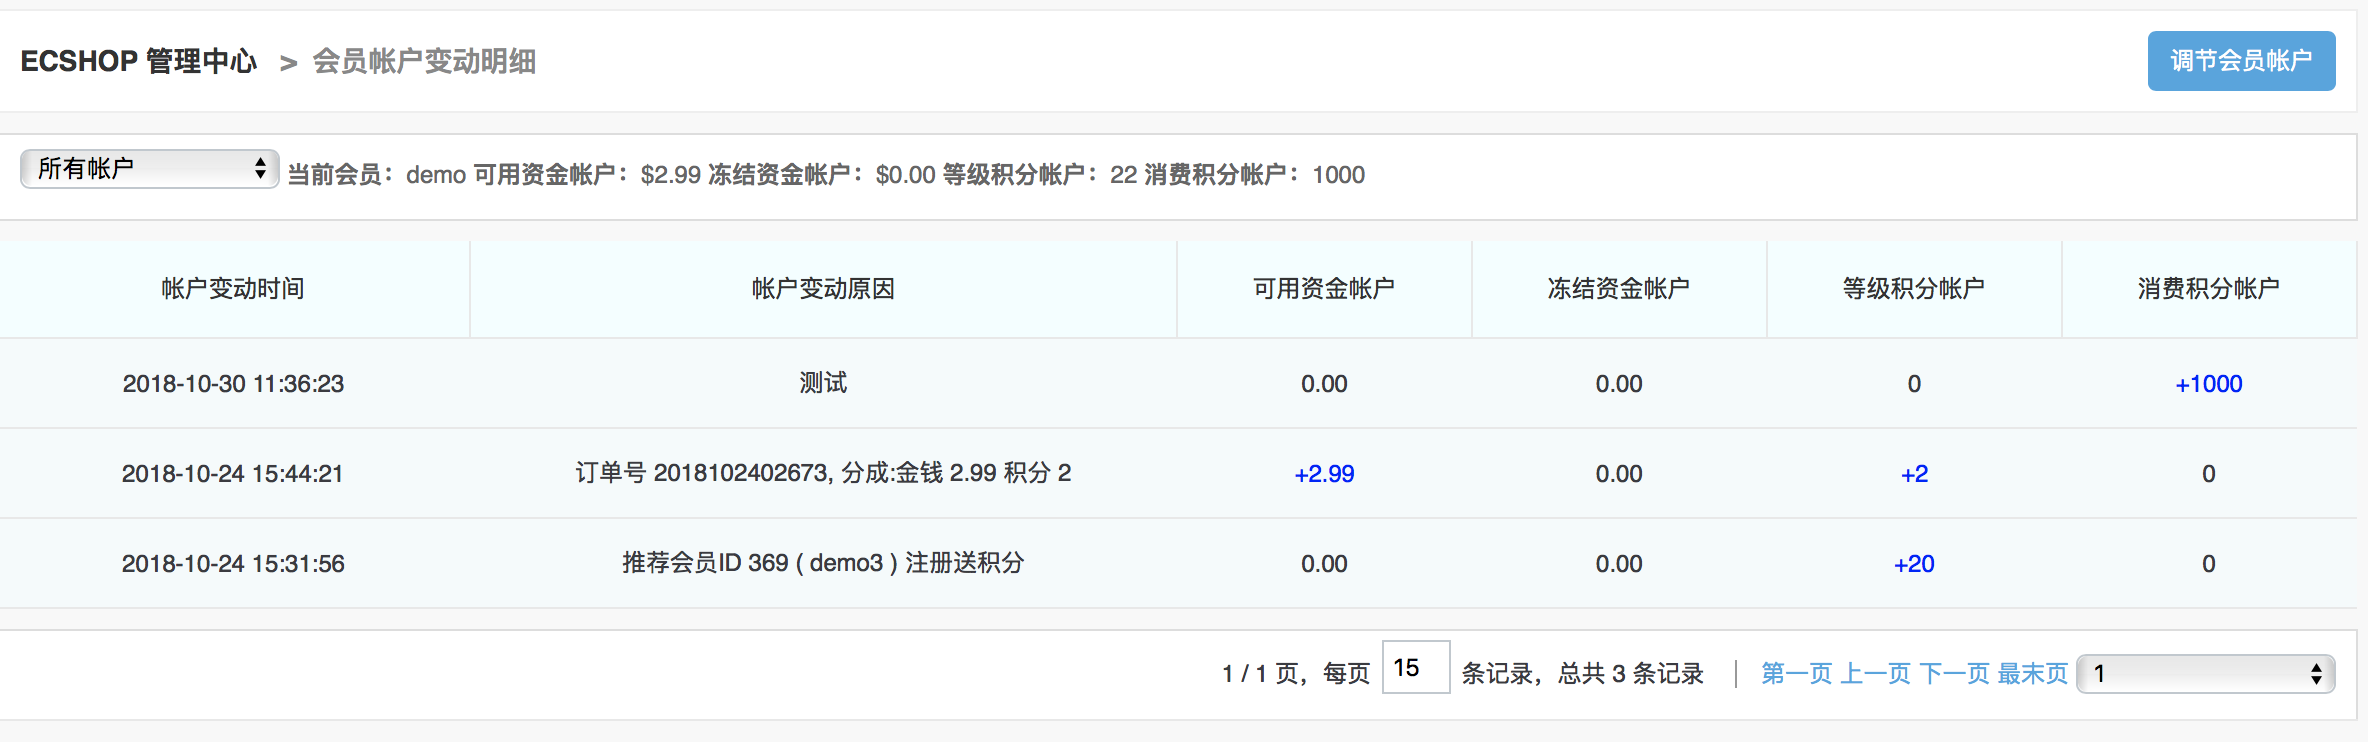 ECSHOP 管理中心 > 会员帐户变动明细
调节会员帐户
所有帐户 当前会员：demo 可用资金帐户：$2.99 冻结资金帐户：$0.00 等级积分帐户：22 消费积分帐户：1000
帐户变动时间 帐户变动原因 可用资金帐户 冻结资金帐户 等级积分帐户 消费积分帐户
2018-10-30 11:36:23 测试 0.00 0.00 0 +1000
2018-10-24 15:44:21 订单号 2018102402673, 分成:金钱 2.99 积分 2 +2.99 0.00 +2 0
2018-10-24 15:31:56 推荐会员ID 369 ( demo3 ) 注册送积分 0.00 0.00 +20 0
1 / 1 页，每页 15 条记录，总共 3 条记录 | 第一页 上一页 下一页 最末页 1